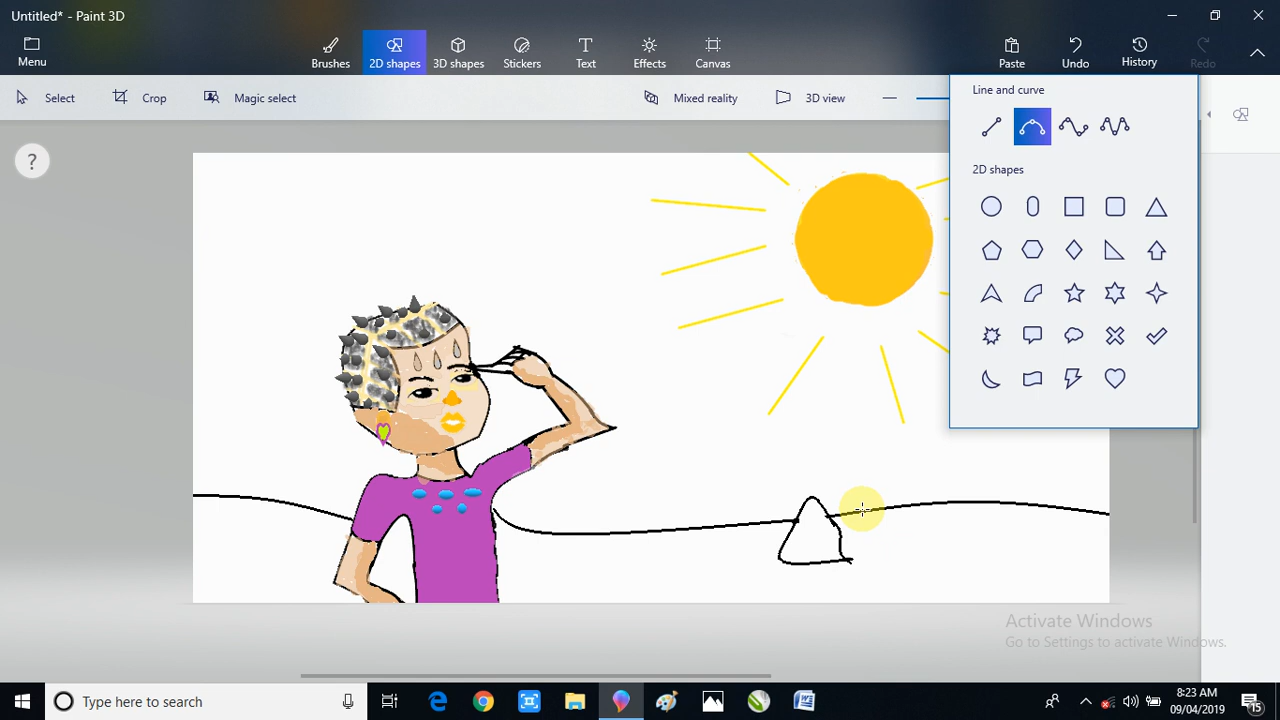 Untitled* - Paint 3D
Menu
Brushes
2D shapes
3D shapes
Stickers
Text
Effects
Canvas
Paste
Undo
History
Redo
Select
Crop
Magic select
Mixed reality
3D view
Line and curve
2D shapes
?
Activate Windows
Go to Settings to activate Windows.
Type here to search
8:23 AM
09/04/2019
15